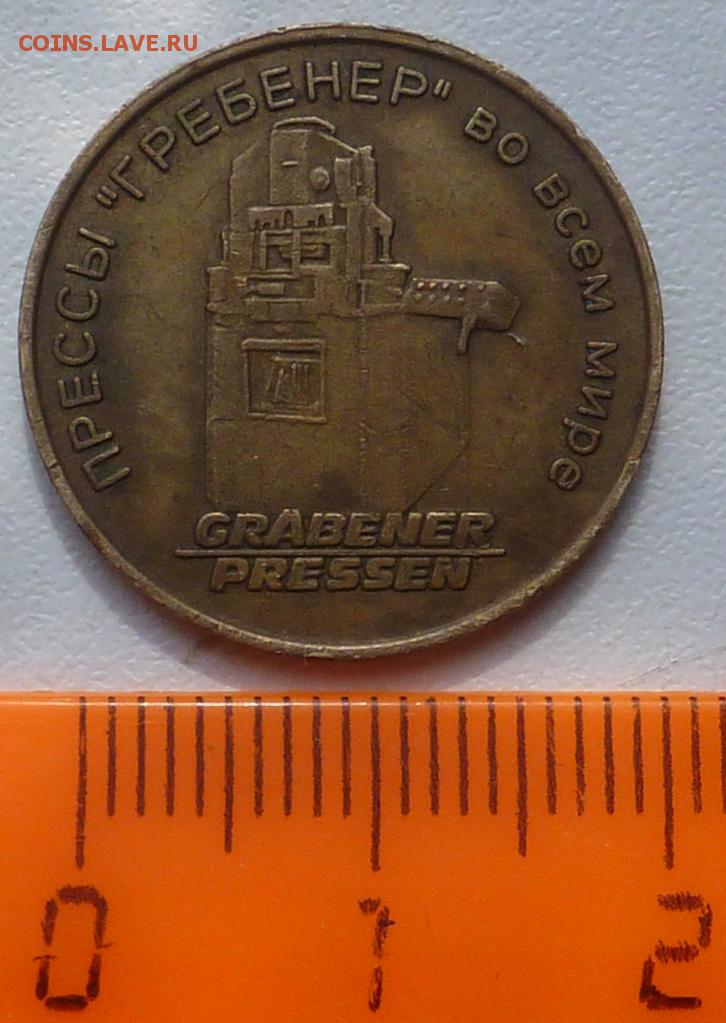 COINS.LAVE.RU
ПРЕССЫ "ГРЕБЕНЕР" во всем мире
GRÄBENER
PRESSEN
0 1 2